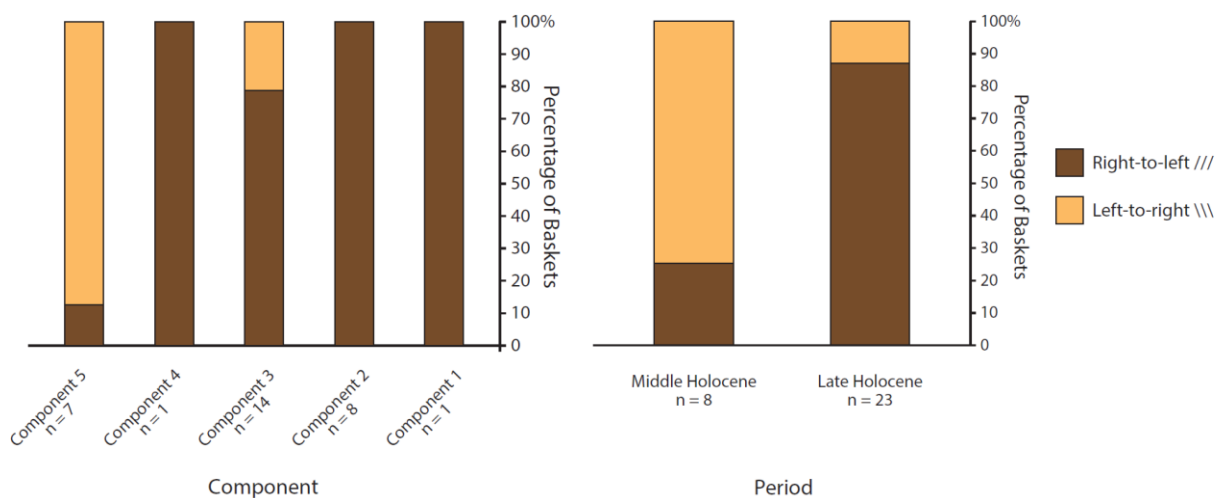 100%
90
80
70
60
50
40
30
20
10
0
Percentage of Baskets
Component 5
n = 7
Component 4
n = 1
Component 3
n = 14
Component 2
n = 8
Component 1
n = 1
Component
100%
90
80
70
60
50
40
30
20
10
0
Percentage of Baskets
Middle Holocene
n = 8
Late Holocene
n = 23
Period
Right-to-left ///
Left-to-right \\\